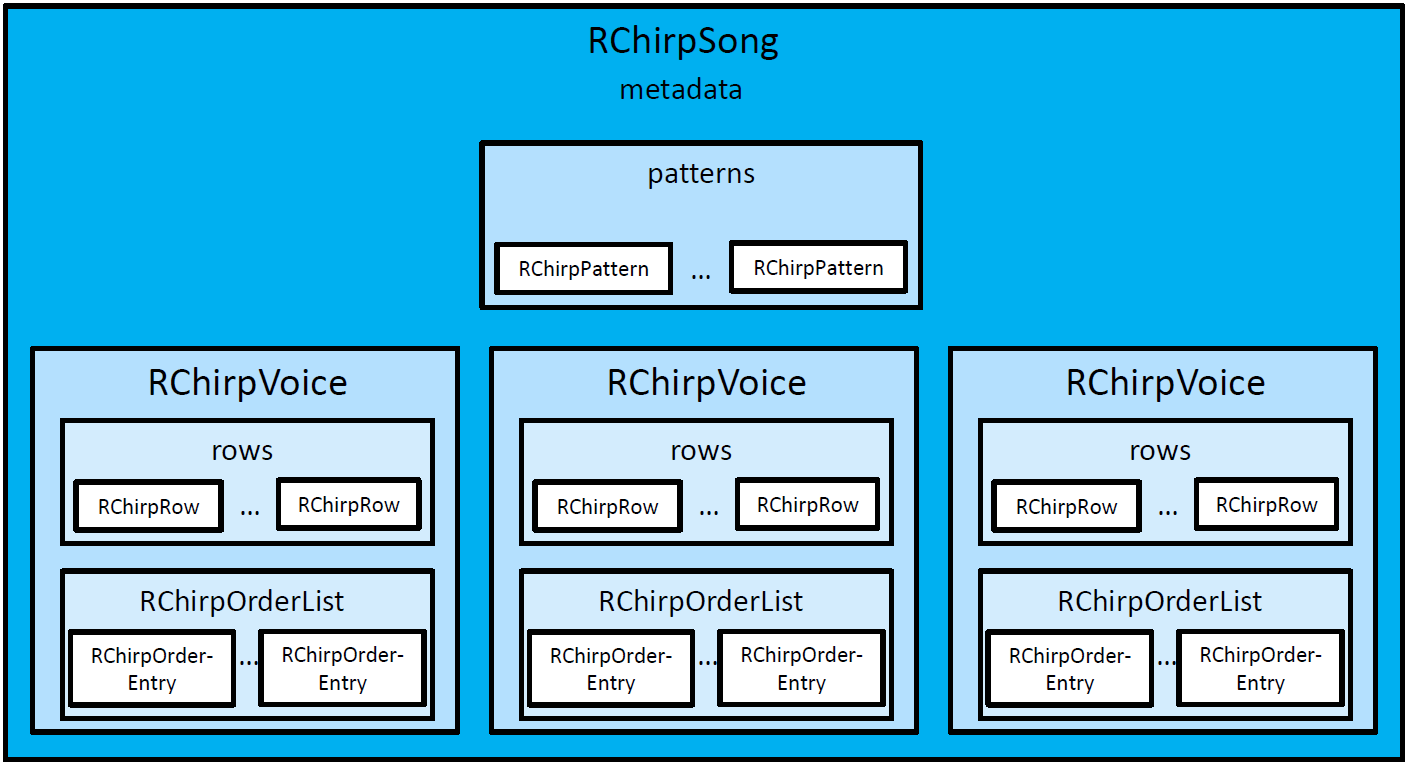 RChirpSong
metadata
patterns
RChirpPattern ... RChirpPattern
RChirpVoice
rows
RChirpRow ... RChirpRow
RChirpOrderList
RChirpOrder-
Entry
...
RChirpOrder-
Entry
RChirpVoice
rows
RChirpRow ... RChirpRow
RChirpOrderList
RChirpOrder-
Entry
...
RChirpOrder-
Entry
RChirpVoice
rows
RChirpRow ... RChirpRow
RChirpOrderList
RChirpOrder-
Entry
...
RChirpOrder-
Entry